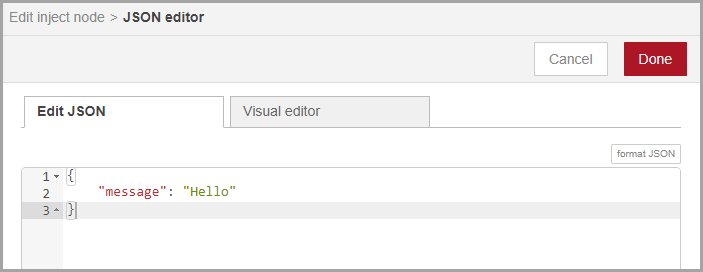 Edit inject node > JSON editor
Cancel Done
Edit JSON Visual editor
format JSON
1 {
2 "message": "Hello"
3 }